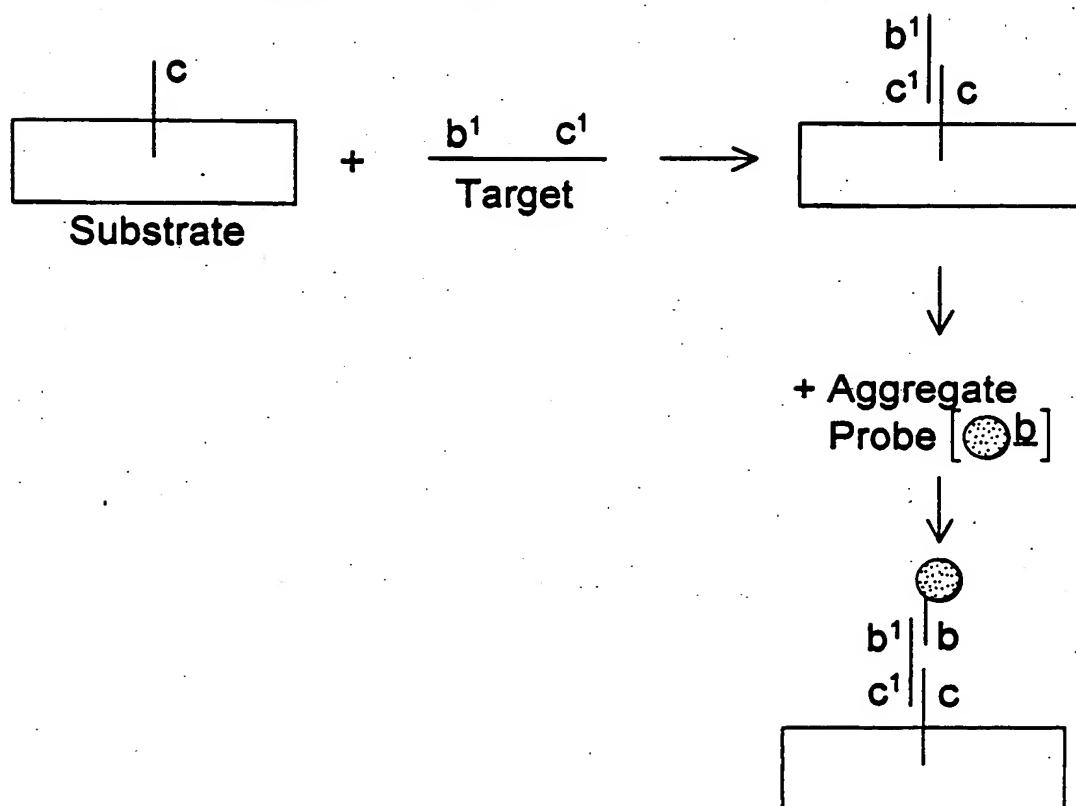 c
Substrate
+
b¹ c¹
Target
b¹
c¹ c
+ Aggregate
Probe [ b]
b¹ b
c¹ c